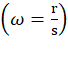 (ω = r/s)